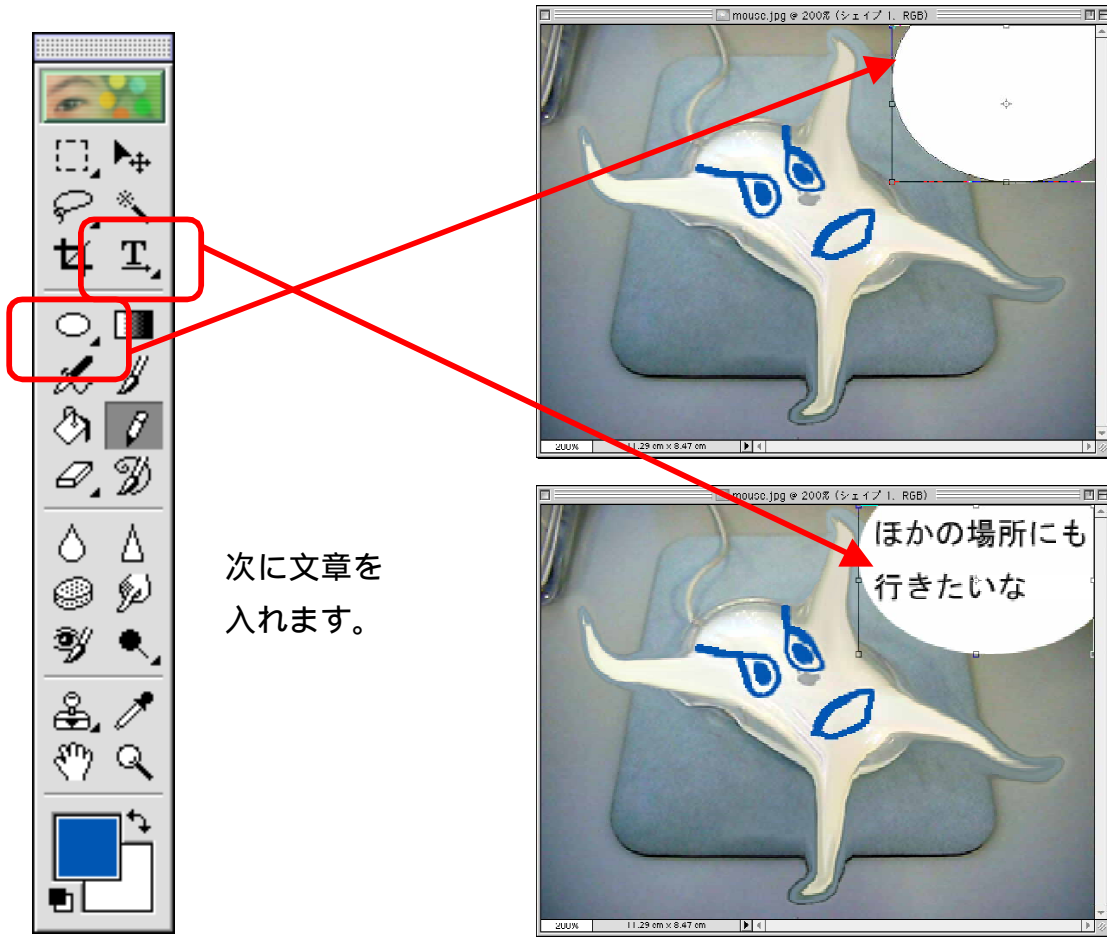 mouse.jpg @ 200% (シェイプ 1, RGB)
200%
11.29 cm x 8.47 cm
T
次に文章を
入れます。
mouse.jpg @ 200% (シェイプ 1, RGB)
ほかの場所にも
行きたいな
200%
11.29 cm x 8.47 cm